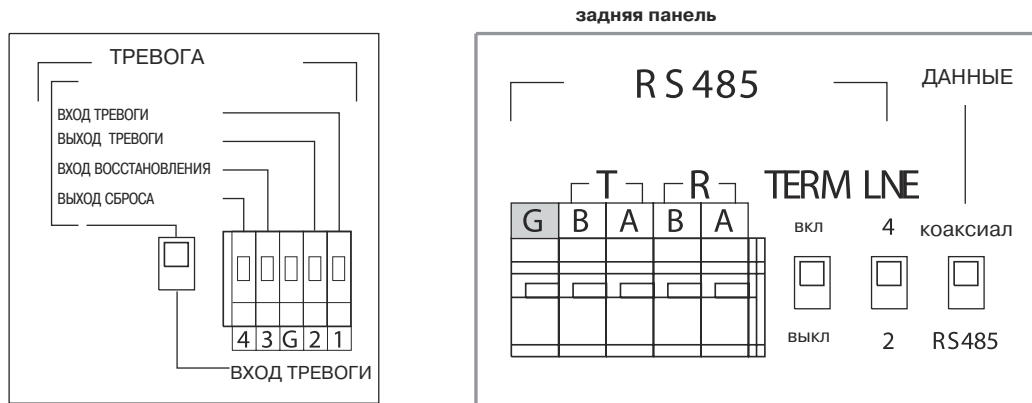 задняя панель
ТРЕВОГА
ВХОД ТРЕВОГИ
ВЫХОД ТРЕВОГИ
ВХОД ВОССТАНОВЛЕНИЯ
ВЫХОД СБРОСА
4 3 G 2 1
ВХОД ТРЕВОГИ
RS485
ДАННЫЕ
T R TERM LNE
G B A B A
вкл 4 коаксиал
выкл 2 RS485